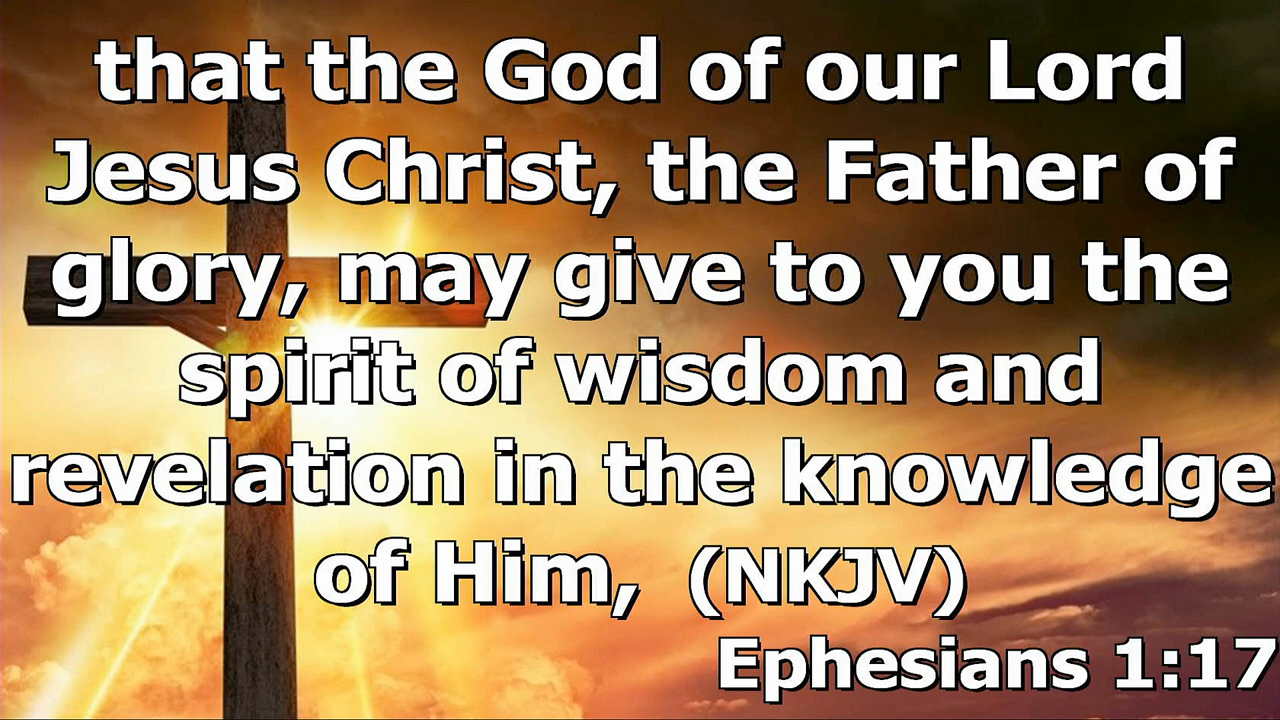 that the God of our Lord
Jesus Christ, the Father of
glory, may give to you the
spirit of wisdom and
revelation in the knowledge
of Him, (NKJV)
Ephesians 1:17